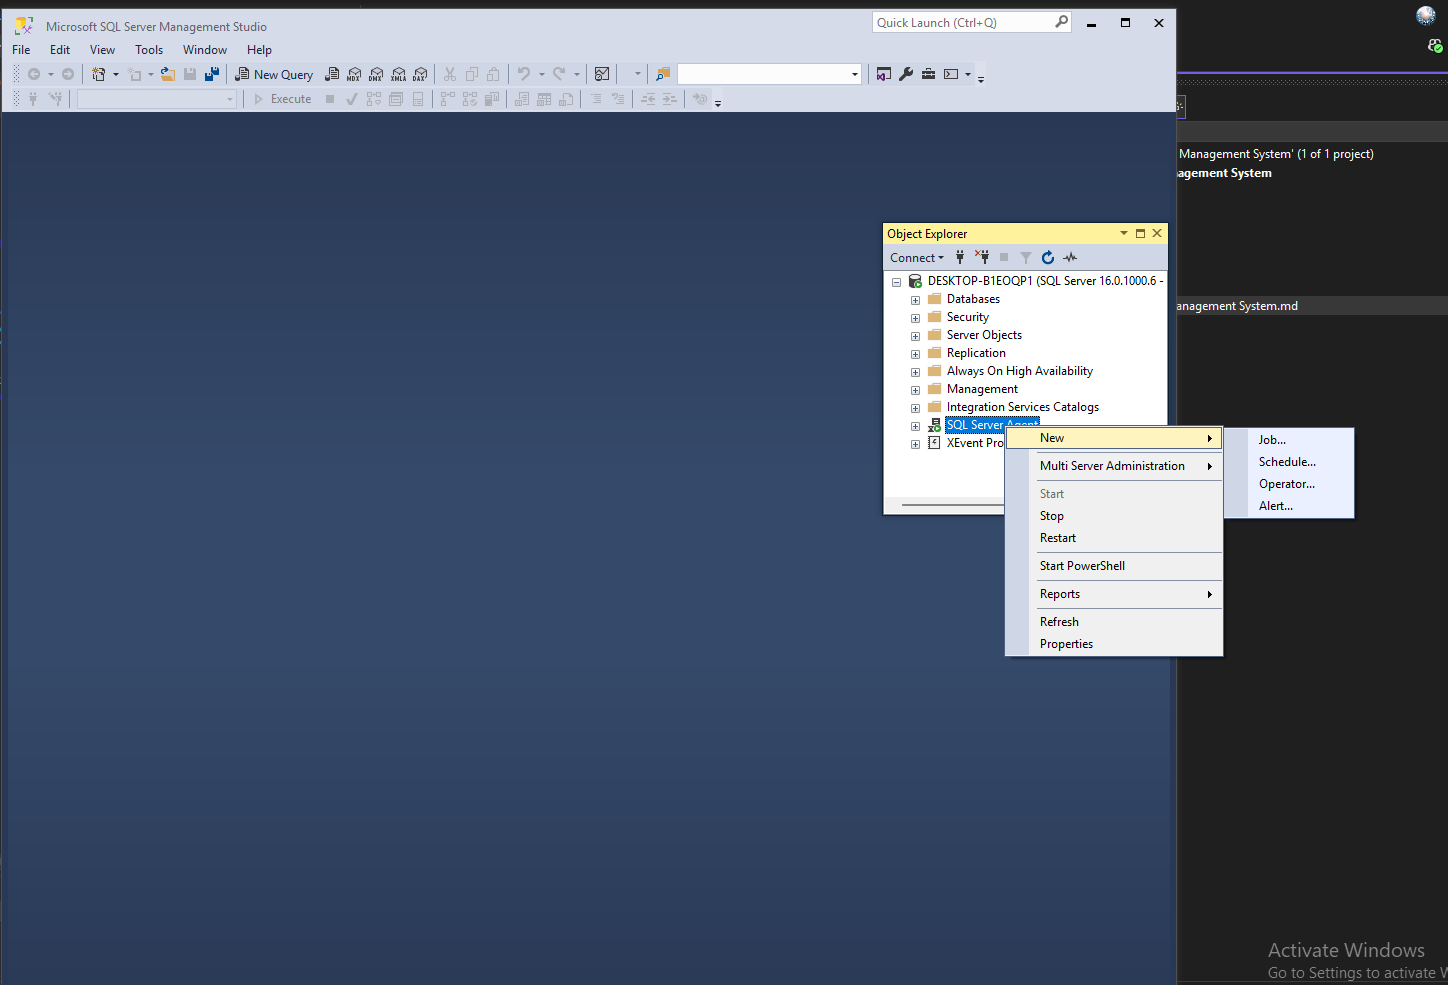 Microsoft SQL Server Management Studio
Quick Launch (Ctrl+Q)
File Edit View Tools Window Help
New Query MDX DMX XMLA DAX
Execute
Management System' (1 of 1 project)
agement System
Object Explorer
Connect
DESKTOP-B1EOQP1 (SQL Server 16.0.1000.6 -
Databases
Security
anagement System.md
Server Objects
Replication
Always On High Availability
Management
Integration Services Catalogs
SQL Server Agent
XEvent Pro
New
Multi Server Administration
Start
Stop
Restart
Start PowerShell
Reports
Refresh
Properties
Job...
Schedule...
Operator...
Alert...
Activate Windows
Go to Settings to activate W